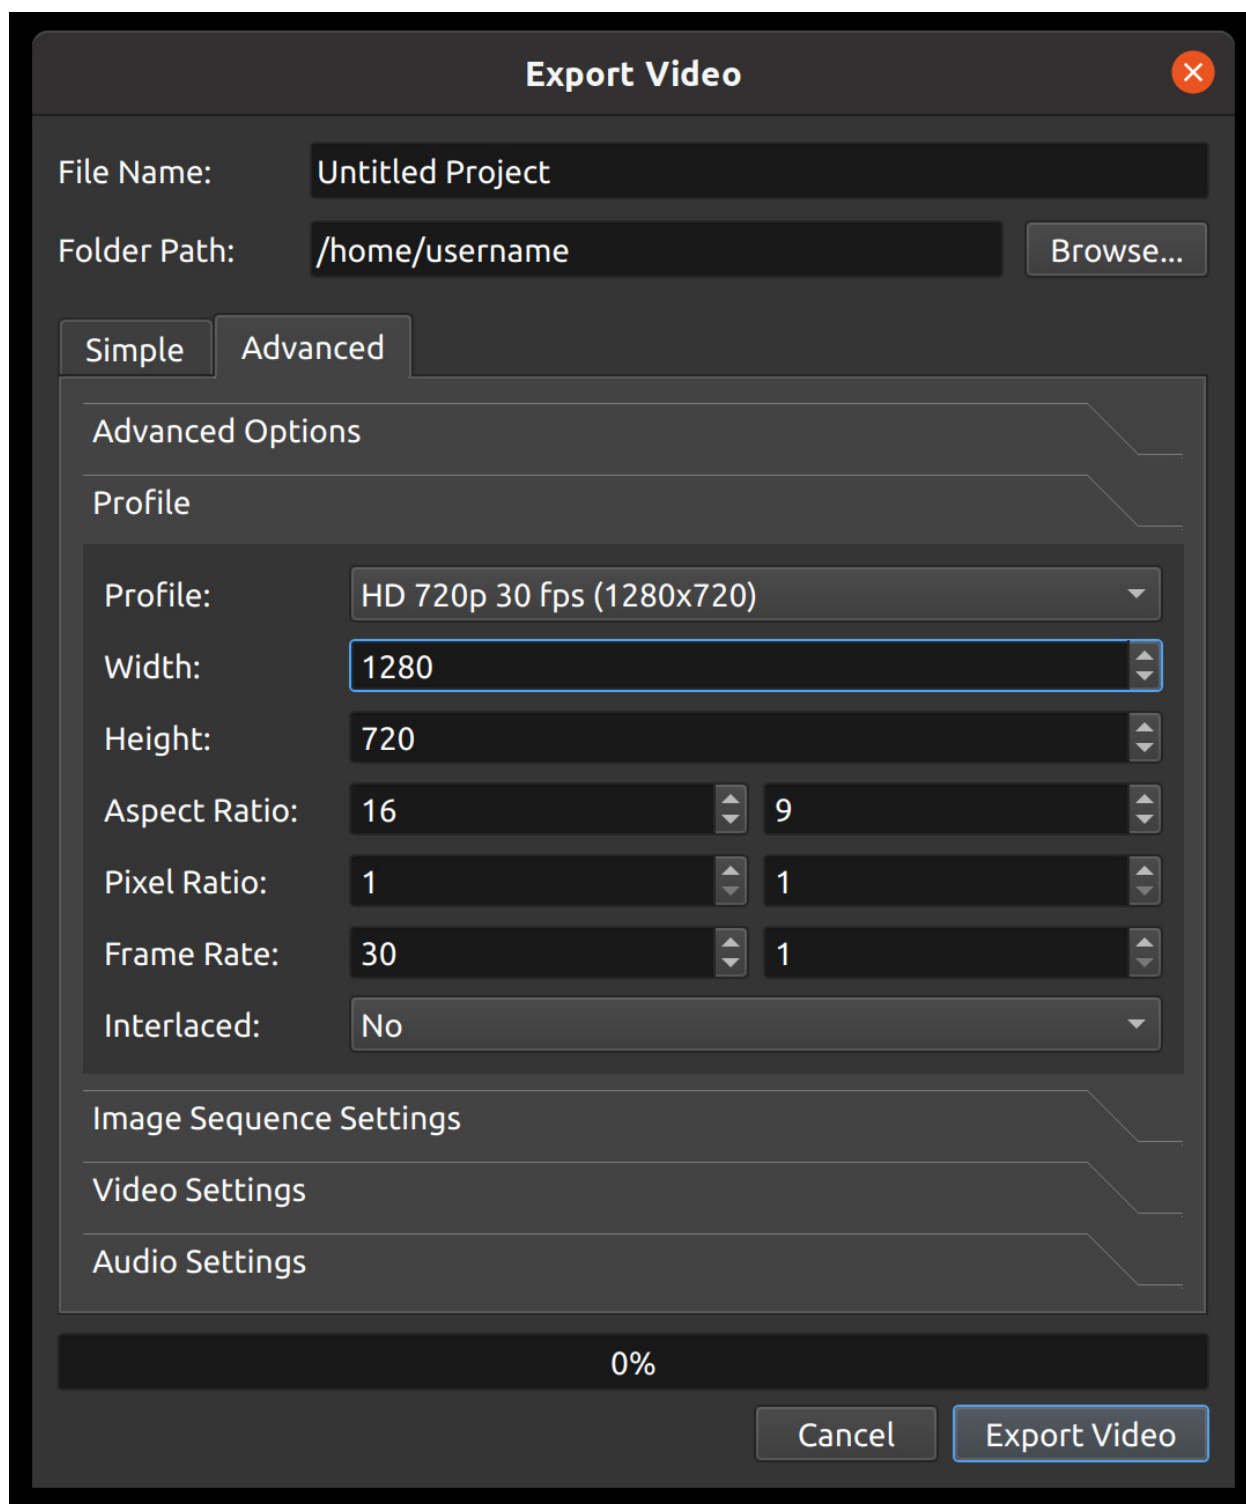 Export Video
File Name: Untitled Project
Folder Path: /home/username Browse...
Simple Advanced
Advanced Options
Profile
Profile: HD 720p 30 fps (1280x720)
Width: 1280
Height: 720
Aspect Ratio: 16 9
Pixel Ratio: 1 1
Frame Rate: 30 1
Interlaced: No
Image Sequence Settings
Video Settings
Audio Settings
0%
Cancel Export Video